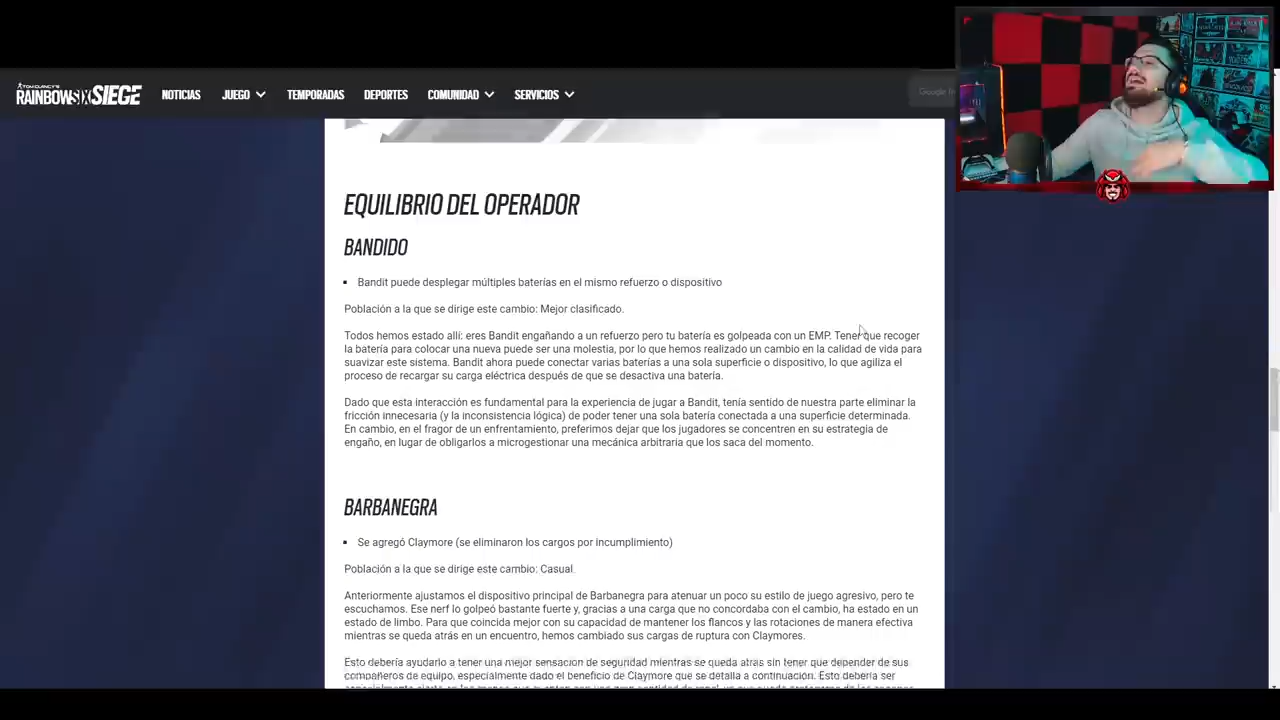 TOM CLANCY'S
RAINBOWSIX SIEGE
NOTICIAS
JUEGO
TEMPORADAS
DEPORTES
COMUNIDAD
SERVICIOS
EQUILIBRIO DEL OPERADOR
BANDIDO
▪ Bandit puede desplegar múltiples baterías en el mismo refuerzo o dispositivo
Población a la que se dirige este cambio: Mejor clasificado.
Todos hemos estado allí: eres Bandit engañando a un refuerzo pero tu batería es golpeada con un EMP. Tener que recoger
la batería para colocar una nueva puede ser una molestia, por lo que hemos realizado un cambio en la calidad de vida para
suavizar este sistema. Bandit ahora puede conectar varias baterías a una sola superficie o dispositivo, lo que agiliza el
proceso de recargar su carga eléctrica después de que se desactiva una batería.
Dado que esta interacción es fundamental para la experiencia de jugar a Bandit, tenía sentido de nuestra parte eliminar la
fricción innecesaria (y la inconsistencia lógica) de poder tener una sola batería conectada a una superficie determinada.
En cambio, en el fragor de un enfrentamiento, preferimos dejar que los jugadores se concentren en su estrategia de
engaño, en lugar de obligarlos a microgestionar una mecánica arbitraria que los saca del momento.
BARBANEGRA
▪ Se agregó Claymore (se eliminaron los cargos por incumplimiento)
Población a la que se dirige este cambio: Casual.
Anteriormente ajustamos el dispositivo principal de Barbanegra para atenuar un poco su estilo de juego agresivo, pero te
escuchamos. Ese nerf lo golpeó bastante fuerte y, gracias a una carga que no concordaba con el cambio, ha estado en un
estado de limbo. Para que coincida mejor con su capacidad de mantener los flancos y las rotaciones de manera efectiva
mientras se queda atrás en un encuentro, hemos cambiado sus cargas de ruptura con Claymores.
Esto debería ayudarlo a tener una mejor sensación de seguridad mientras se queda atrás sin tener que depender de sus
compañeros de equipo, especialmente dado el beneficio de Claymore que se detalla a continuación. Esto debería ser